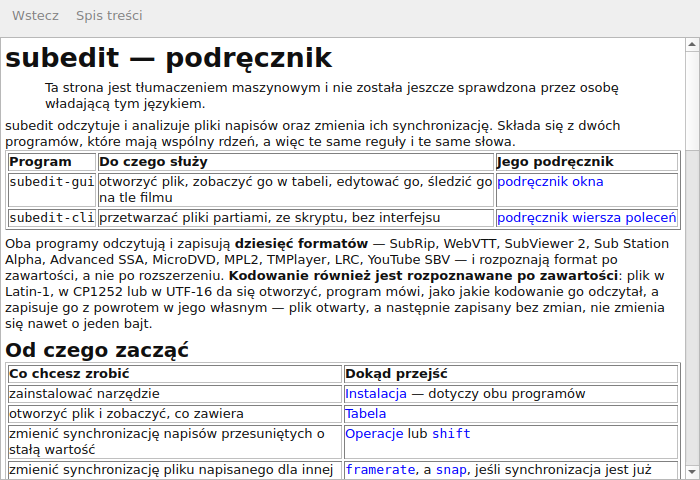 Wstecz Spis treści
subedit — podręcznik
Ta strona jest tłumaczeniem maszynowym i nie została jeszcze sprawdzona przez osobę
władającą tym językiem.
subedit odczytuje i analizuje pliki napisów oraz zmienia ich synchronizację. Składa się z dwóch
programów, które mają wspólny rdzeń, a więc te same reguły i te same słowa.
Program Do czego służy Jego podręcznik
subedit-gui otworzyć plik, zobaczyć go w tabeli, edytować go, śledzić go podręcznik okna
na tle filmu
subedit-cli przetwarzać pliki partiami, ze skryptu, bez interfejsu podręcznik wiersza poleceń
Oba programy odczytują i zapisują dziesięć formatów — SubRip, WebVTT, SubViewer 2, Sub Station
Alpha, Advanced SSA, MicroDVD, MPL2, TMPlayer, LRC, YouTube SBV — i rozpoznają format po
zawartości, a nie po rozszerzeniu. Kodowanie również jest rozpoznawane po zawartości: plik w
Latin-1, w CP1252 lub w UTF-16 da się otworzyć, program mówi, jako jakie kodowanie go odczytał, a
zapisuje go z powrotem w jego własnym — plik otwarty, a następnie zapisany bez zmian, nie zmienia
się nawet o jeden bajt.
Od czego zacząć
Co chcesz zrobić Dokąd przejść
zainstalować narzędzie Instalacja — dotyczy obu programów
otworzyć plik i zobaczyć, co zawiera Tabela
zmienić synchronizację napisów przesuniętych o Operacje lub shift
stałą wartość
zmienić synchronizację pliku napisanego dla innej framerate, a snap, jeśli synchronizacja jest już